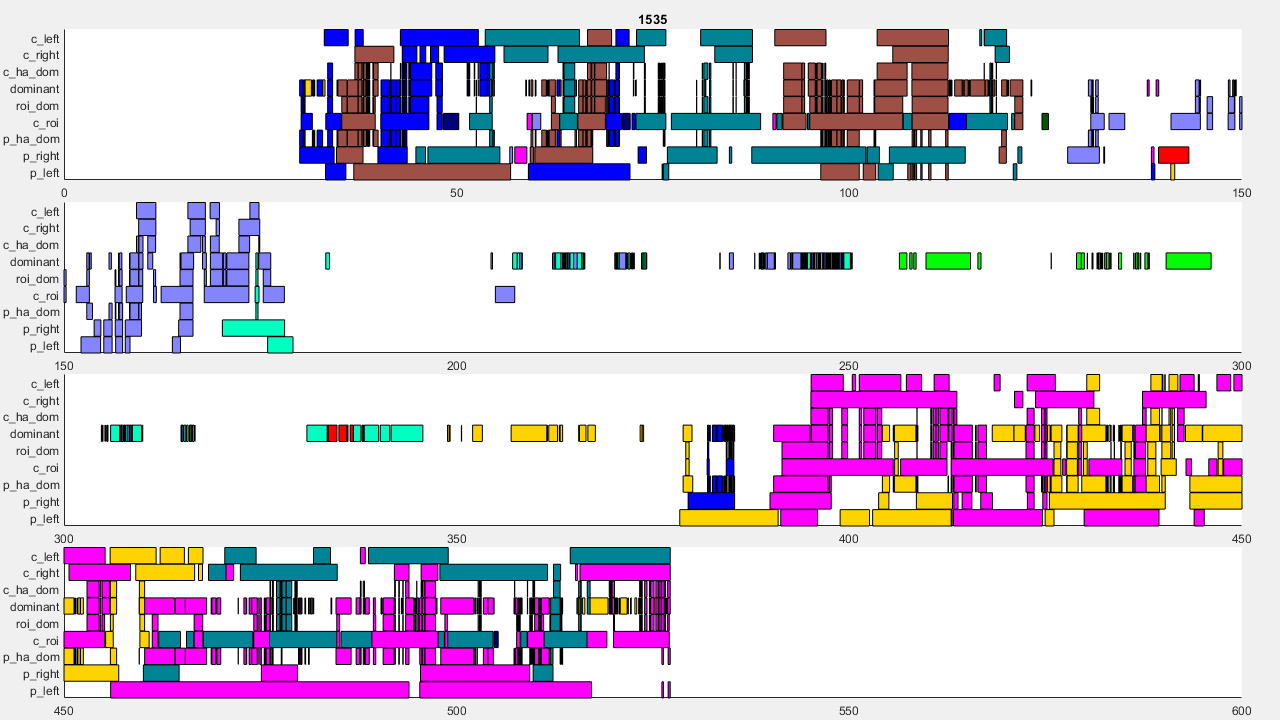 1535
c_left
c_right
c_ha_dom
dominant
roi_dom
c_roi
p_ha_dom
p_right
p_left
0 50 100 150
c_left
c_right
c_ha_dom
dominant
roi_dom
c_roi
p_ha_dom
p_right
p_left
150 200 250 300
c_left
c_right
c_ha_dom
dominant
roi_dom
c_roi
p_ha_dom
p_right
p_left
300 350 400 450
c_left
c_right
c_ha_dom
dominant
roi_dom
c_roi
p_ha_dom
p_right
p_left
450 500 550 600